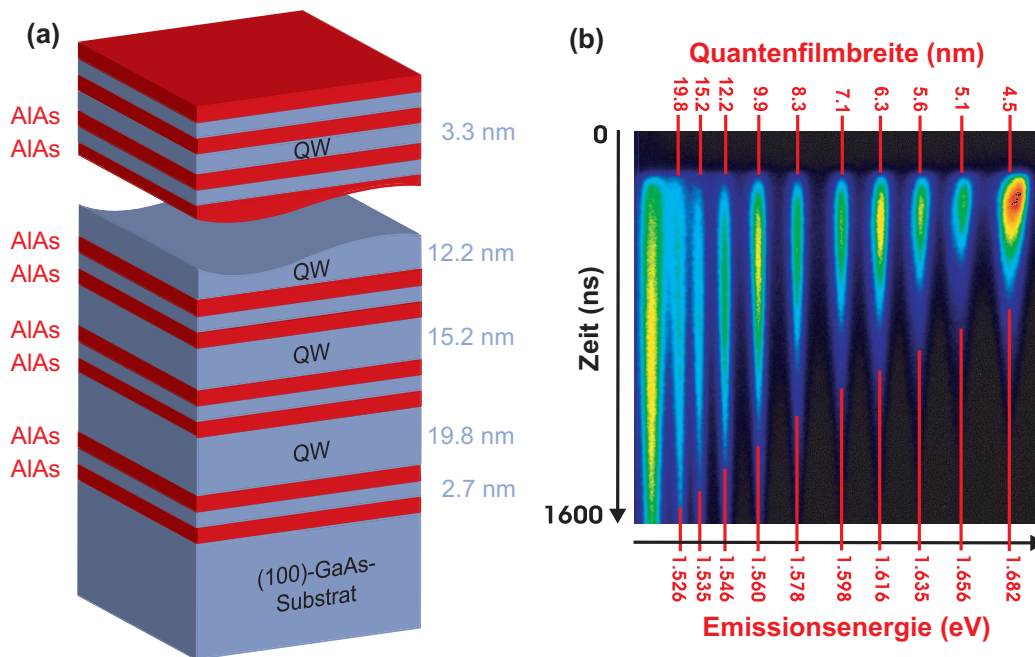 (a)
AlAs
AlAs
QW
3.3 nm
AlAs
AlAs
QW
12.2 nm
AlAs
AlAs
QW
15.2 nm
AlAs
AlAs
QW
19.8 nm
2.7 nm
(100)-GaAs-
Substrat
(b)
Quantenfilmbreite (nm)
19.8 15.2 12.2 9.9 8.3 7.1 6.3 5.6 5.1 4.5
0
Zeit (ns)
1600
1.526 1.535 1.546 1.560 1.578 1.598 1.616 1.635 1.656 1.682
Emissionsenergie (eV)